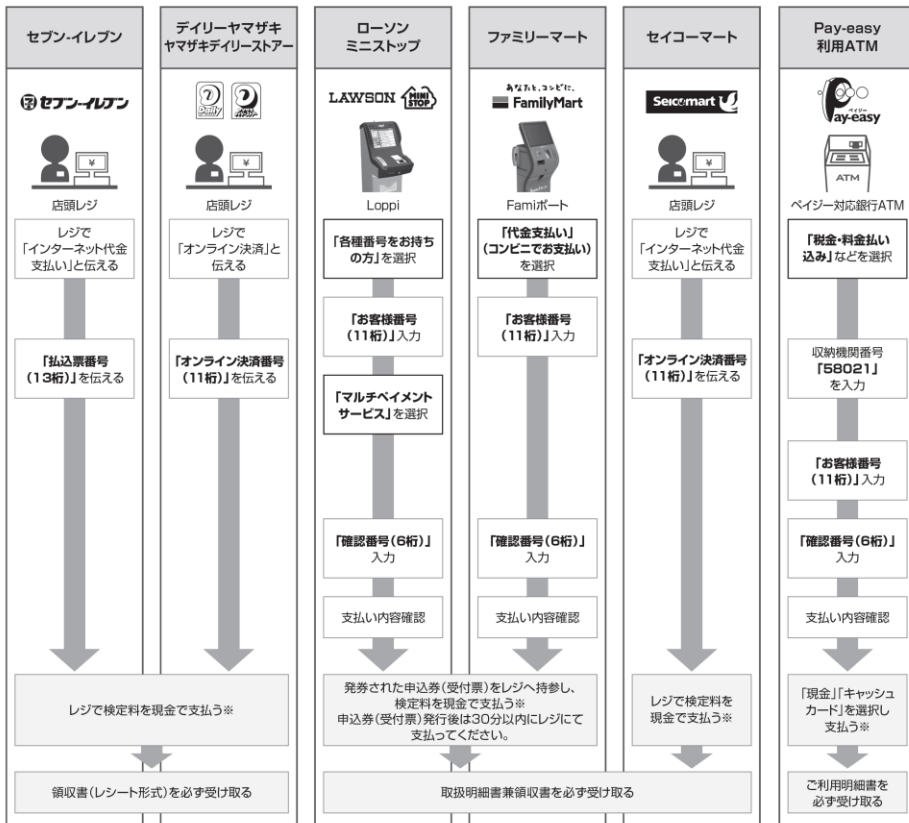 セブン-イレブン
セブン-イレブン
¥
店頭レジ
レジで
「インターネット代金
支払い」と伝える
「払込票番号
(13桁)」を伝える
デイリーヤマザキ
ヤマザキデイリーストアー
Daily
¥
店頭レジ
レジで
「オンライン決済」と
伝える
「オンライン決済番号
(11桁)」を伝える
レジで検定料を現金で支払う※
領収書(レシート形式)を必ず受け取る
ローソン
ミニストップ
LAWSON
MINI
STOP
Loppi
「各種番号をお持ち
の方」を選択
「お客様番号
(11桁)」入力
「マルチペイメント
サービス」を選択
「確認番号(6桁)」
入力
支払い内容確認
ファミリーマート
あなたと、コンビに、
FamilyMart
Famiポート
「代金支払い」
(コンビニでお支払い)
を選択
「お客様番号
(11桁)」入力
「確認番号(6桁)」
入力
支払い内容確認
発券された申込券(受付票)をレジへ持参し、
検定料を現金で支払う※
申込券(受付票)発行後は30分以内にレジにて
支払ってください。
セイコーマート
Seicomart
¥
店頭レジ
レジで
「インターネット代金
支払い」と伝える
「オンライン決済番号
(11桁)」を伝える
レジで検定料を
現金で支払う※
取扱明細書兼領収書を必ず受け取る
Pay-easy
利用ATM
ペイジー
Pay-easy
ATM
ペイジー対応銀行ATM
「税金・料金払い
込み」などを選択
収納機関番号
「58021」
を入力
「お客様番号
(11桁)」入力
「確認番号(6桁)」
入力
支払い内容確認
「現金」「キャッシュ
カード」を選択し
支払う※
ご利用明細書を
必ず受け取る